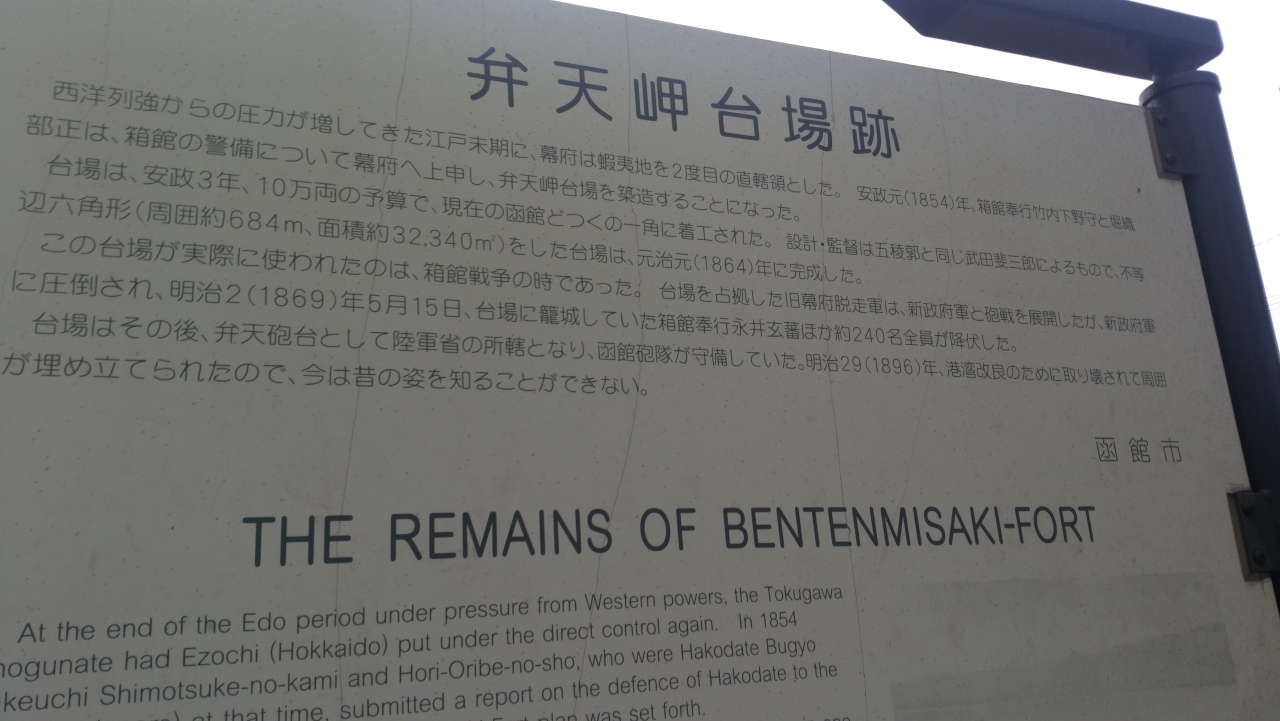 弁天岬台場跡
西洋列強からの圧力が増してきた江戸末期に、幕府は蝦夷地を2度目の直轄領とした。 安政元(1854)年、箱館奉行竹内下野守と堀織
部正は、箱館の警備について幕府へ上申し、弁天岬台場を築造することになった。
台場は、安政3年、10万両の予算で、現在の函館どつくの一角に着工された。 設計・監督は五稜郭と同じ武田斐三郎によるもので、不等
辺六角形(周囲約684m、面積約32,340㎡)をした台場は、元治元(1864)年に完成した。
この台場が実際に使われたのは、箱館戦争の時であった。 台場を占拠した旧幕府脱走軍は、新政府軍と砲戦を展開したが、新政府軍
に圧倒され、明治2(1869)年5月15日、台場に籠城していた箱館奉行永井玄蕃ほか約240名全員が降伏した。
台場はその後、弁天砲台として陸軍省の所轄となり、函館砲隊が守備していた。明治29(1896)年、港湾改良のために取り壊されて周囲
が埋め立てられたので、今は昔の姿を知ることができない。
函館市
THE REMAINS OF BENTENMISAKI-FORT
At the end of the Edo period under pressure from Western powers, the Tokugawa
hogunate had Ezochi (Hokkaido) put under the direct control again. In 1854
keuchi Shimotsuke-no-kami and Hori-Oribe-no-sho, who were Hakodate Bugyo
at that time, submitted a report on the defence of Hakodate to the
plan was set forth.